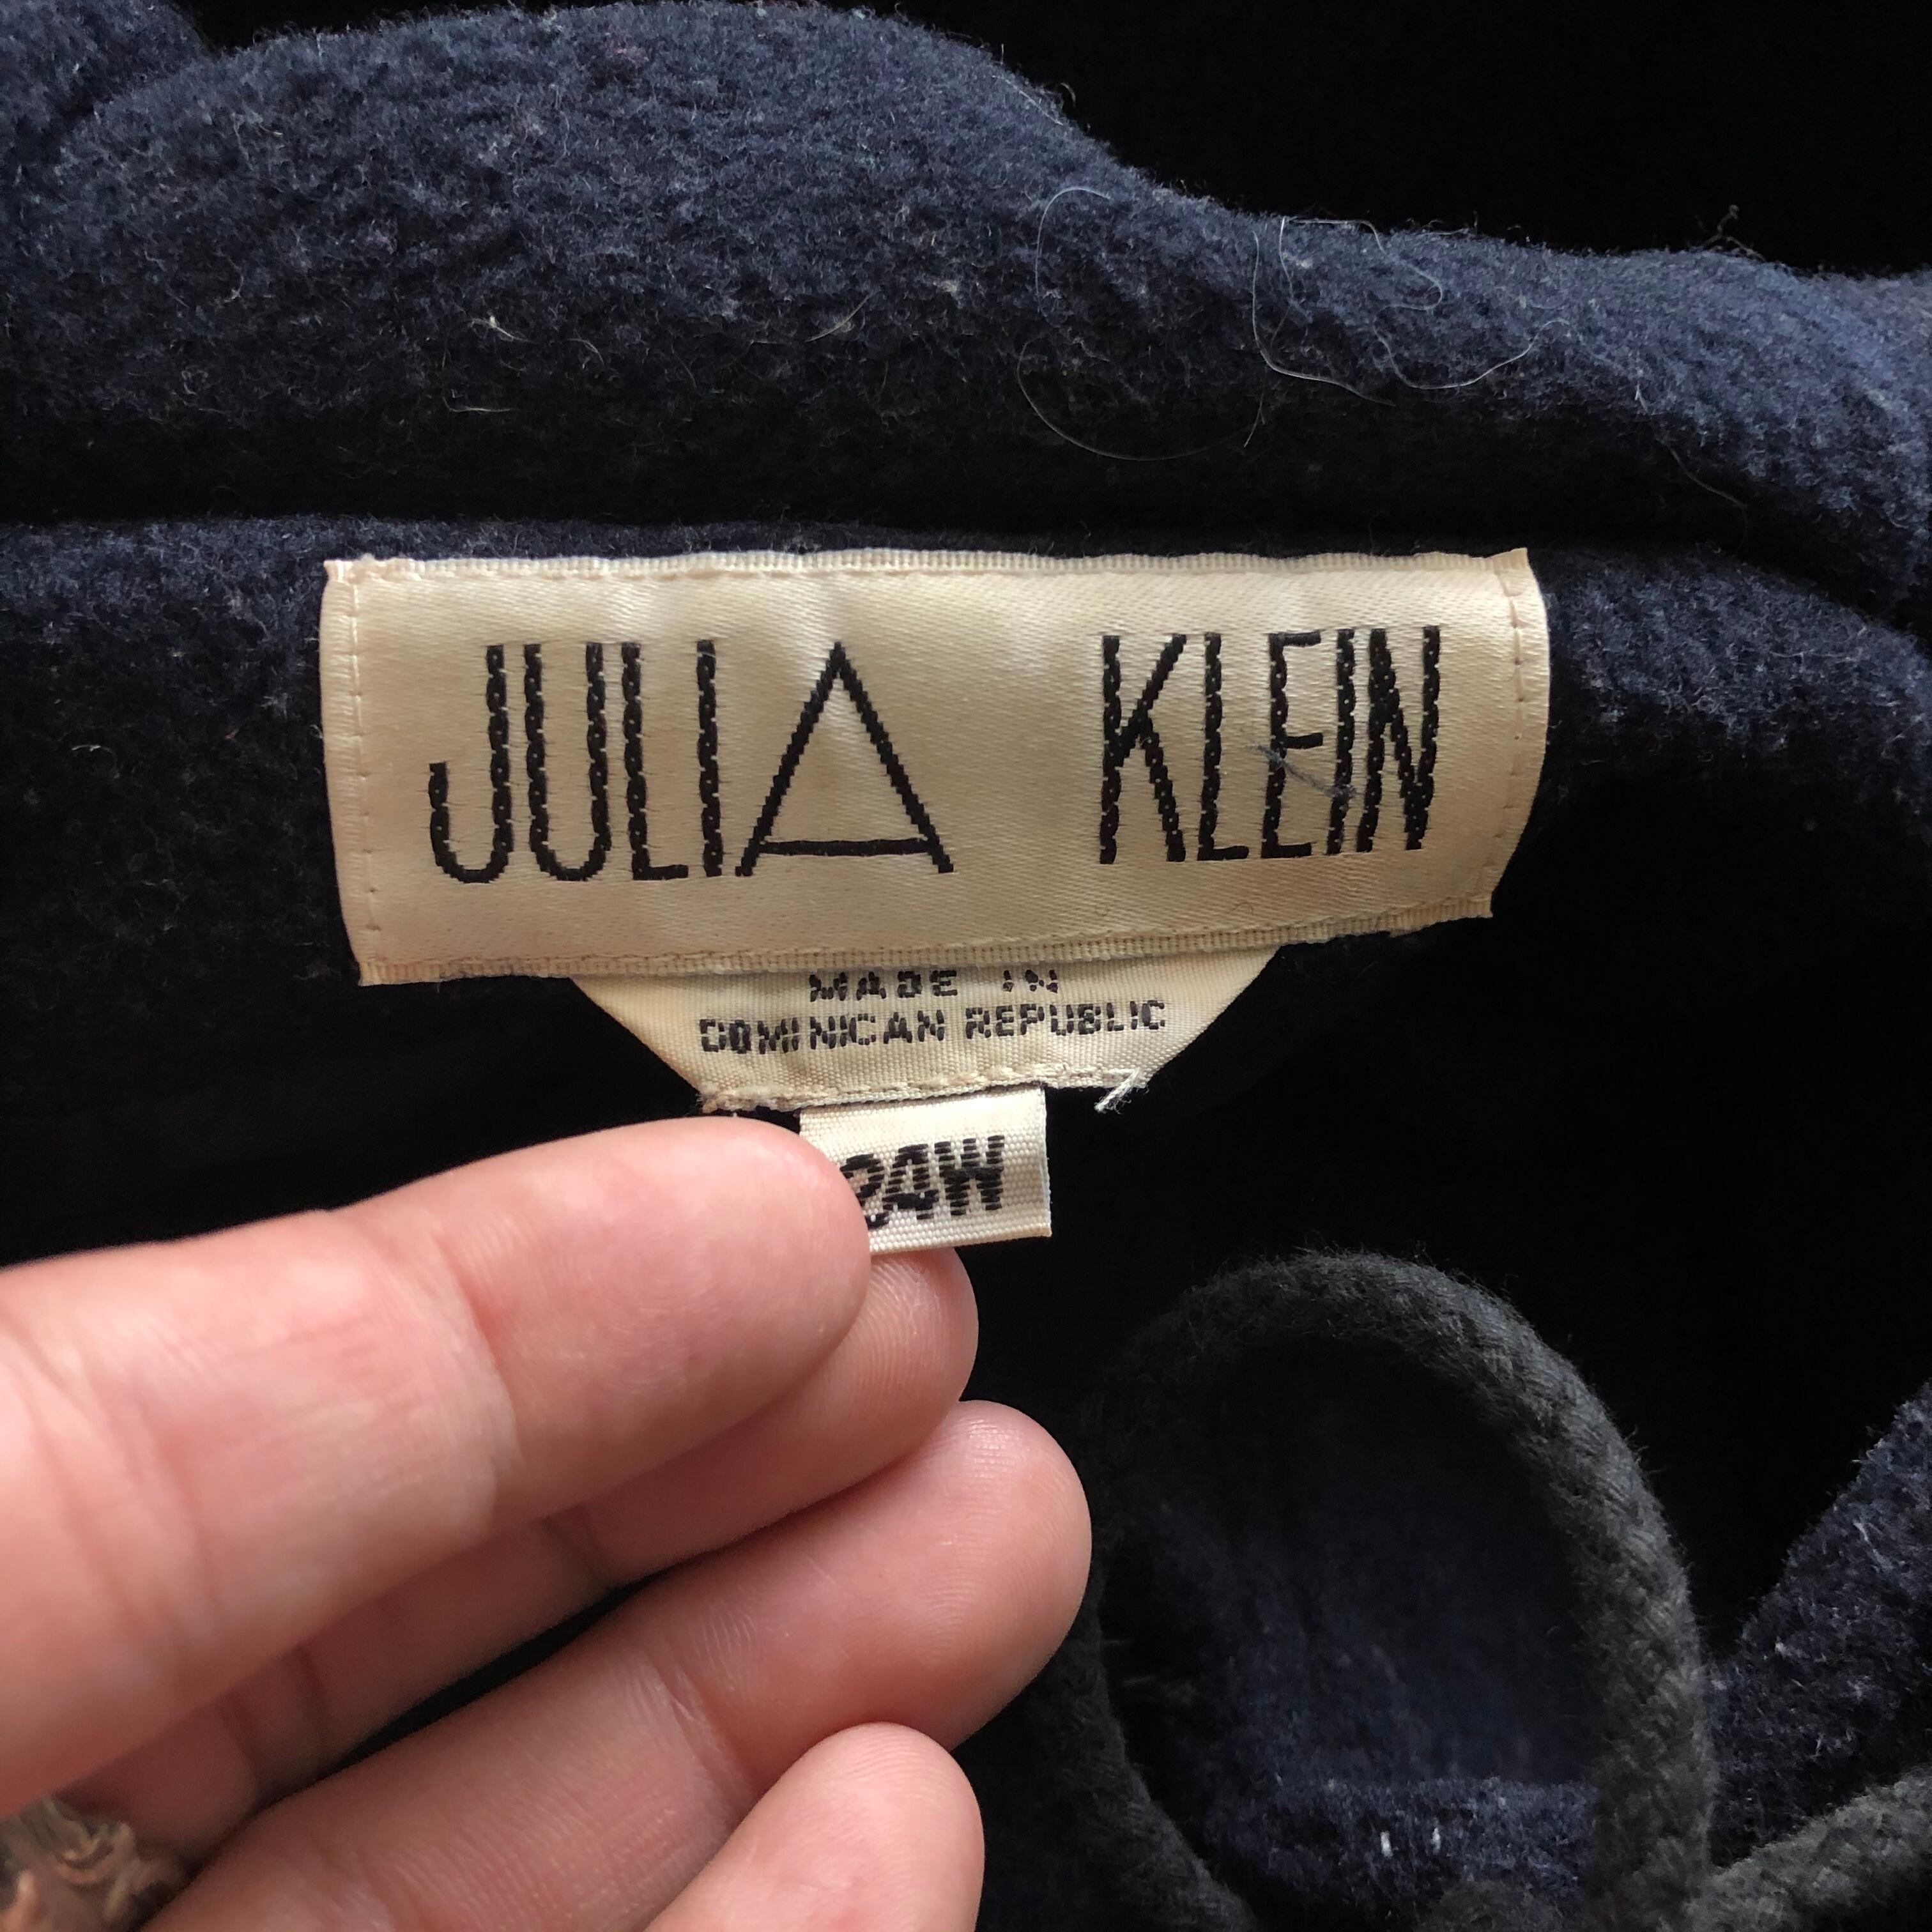 JULIA KLEIN
MADE IN
DOMINICAN REPUBLIC
24W